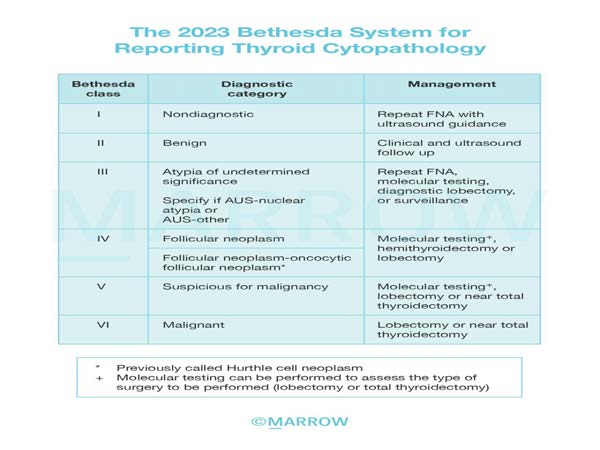 The 2023 Bethesda System for
Reporting Thyroid Cytopathology
Bethesda class
Diagnostic category
Management
I
Nondiagnostic
Repeat FNA with
ultrasound guidance
II
Benign
Clinical and ultrasound
follow up
III
Atypia of undetermined
significance
Specify if AUS-nuclear
atypia or
AUS-other
Repeat FNA,
molecular testing,
diagnostic lobectomy,
or surveillance
IV
Follicular neoplasm
Follicular neoplasm-oncocytic
follicular neoplasm*
Molecular testing+,
hemithyroidectomy or
lobectomy
V
Suspicious for malignancy
Molecular testing+,
lobectomy or near total
thyroidectomy
VI
Malignant
Lobectomy or near total
thyroidectomy
* Previously called Hurthle cell neoplasm
+ Molecular testing can be performed to assess the type of
surgery to be performed (lobectomy or total thyroidectomy)
MARROW
©MARROW